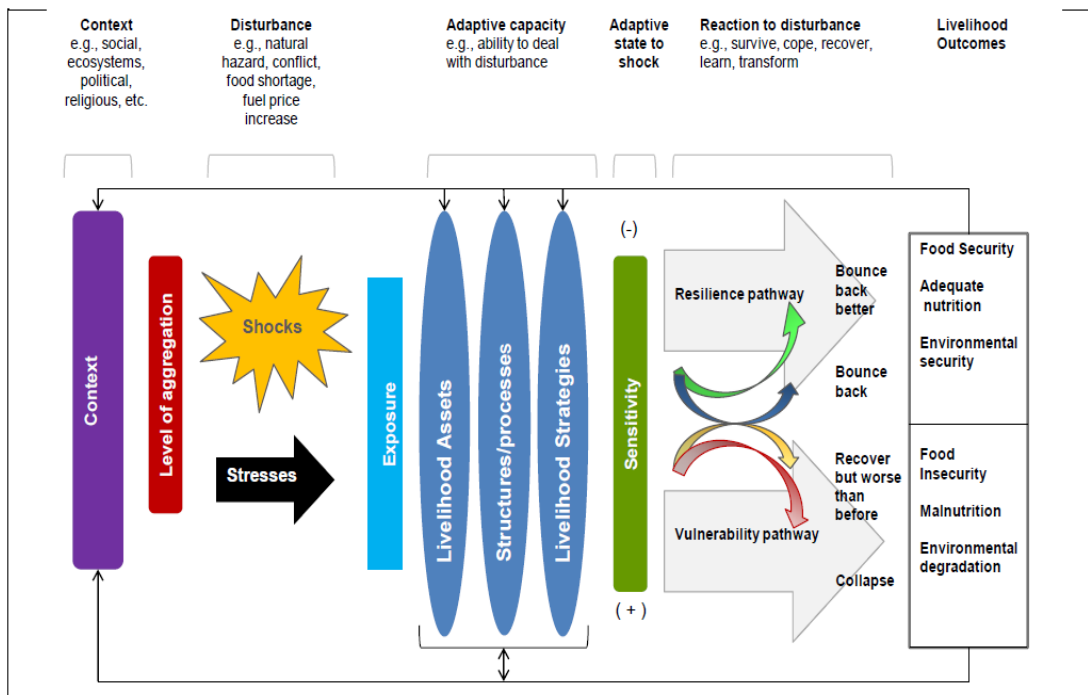 Context
e.g., social,
ecosystems,
political,
religious, etc.
Disturbance
e.g., natural
hazard, conflict,
food shortage,
fuel price
increase
Adaptive capacity
e.g., ability to deal
with disturbance
Adaptive
state to
shock
Reaction to disturbance
e.g., survive, cope, recover,
learn, transform
Livelihood
Outcomes
Context
Level of aggregation
Shocks
Stresses
Exposure
Livelihood Assets
Structures/processes
Livelihood Strategies
(-)
Sensitivity
(+)
Resilience pathway
Bounce
back
better
Bounce
back
Vulnerability pathway
Recover
but worse
than
before
Collapse
Food Security
Adequate
nutrition
Environmental
security
Food
Insecurity
Malnutrition
Environmental
degradation